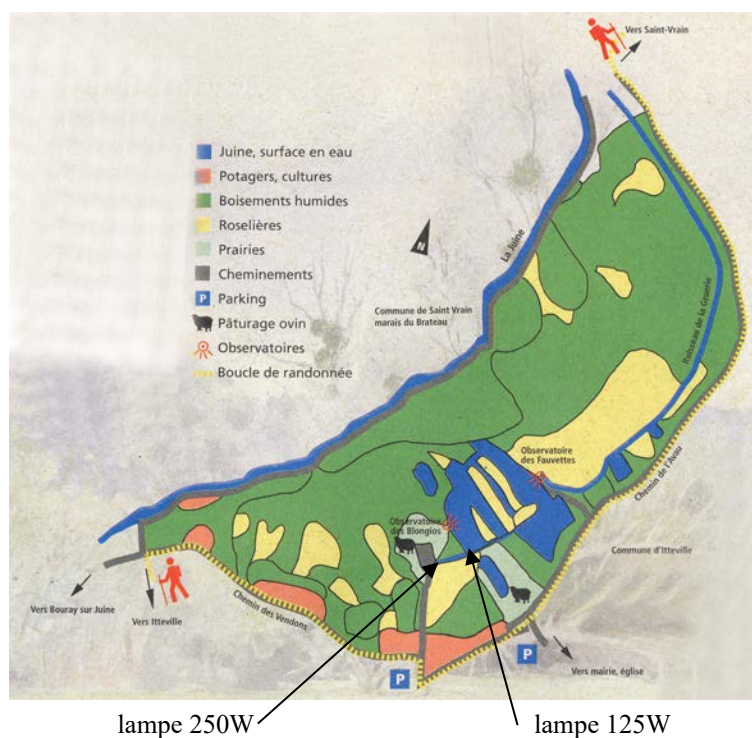 Vers Saint-Vrain
Juine, surface en eau
Potagers, cultures
Boisements humides
Roselières
Prairies
Cheminements
P Parking
Pâturage ovin
Observatoires
Boucle de randonnée
N
La Juine
Commune de Saint Vrain
marais du Brateau
Ruisseau de la Gruerie
Observatoire
des Fauvettes
Chemin de l'Avau
Observatoire
des Blongios
Commune d'Itteville
Vers Bouray sur Juine
Vers Itteville
Chemin des Vendons
P
P
Vers mairie, église
lampe 250W
lampe 125W